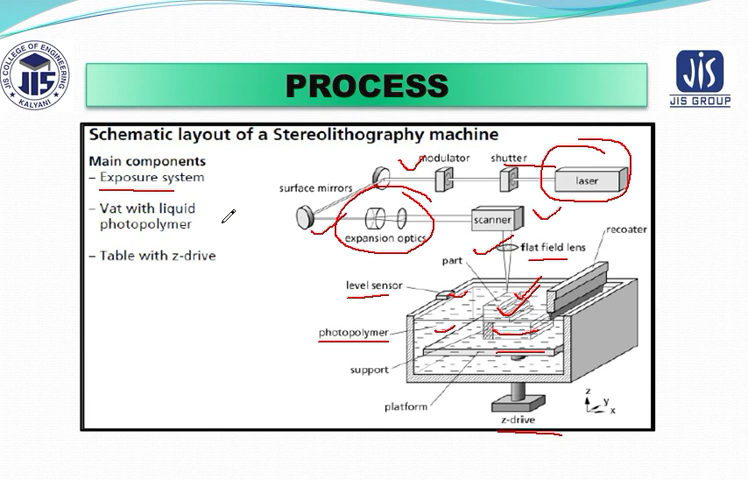 JIS COLLEGE OF ENGINEERING
JIS
KALYANI
PROCESS
JIS
JIS GROUP
Schematic layout of a Stereolithography machine
Main components
– Exposure system
– Vat with liquid
photopolymer
– Table with z-drive
modulator
shutter
laser
surface mirrors
scanner
expansion optics
recoater
flat field lens
part
level sensor
photopolymer
support
platform
z-drive
z
y
x